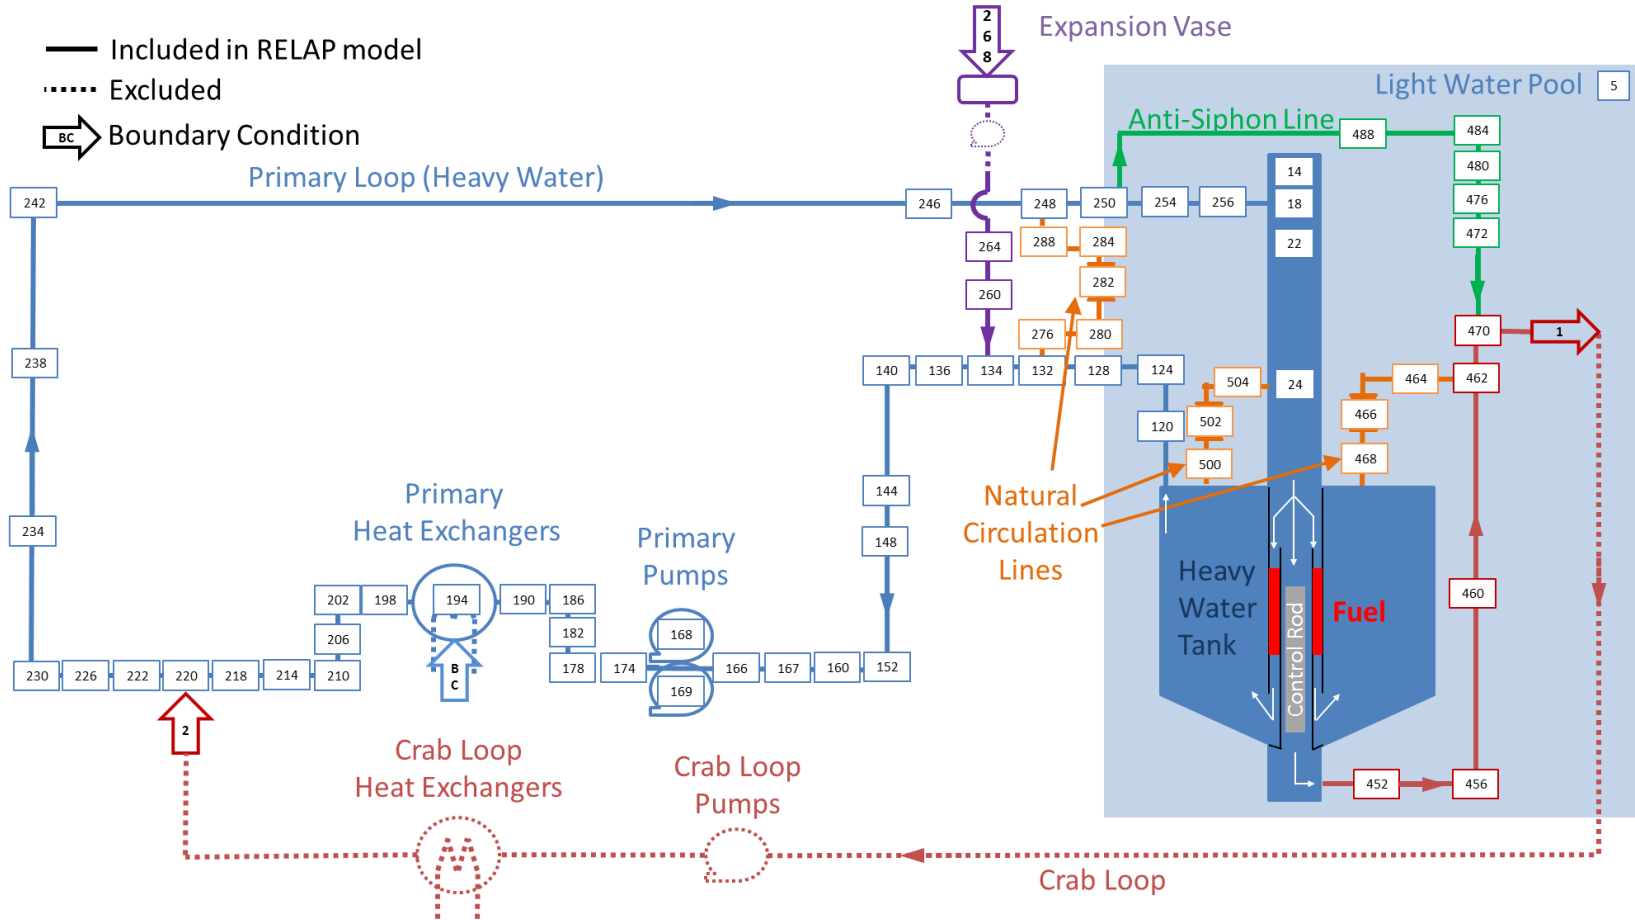 2
6
8
Expansion Vase
Included in RELAP model
Excluded
BC
Boundary Condition
Light Water Pool
5
Anti-Siphon Line
488
484
14
480
Primary Loop (Heavy Water)
242
246
248
250
254
256
18
476
288
284
22
472
264
282
260
276
280
470
1
238
140
136
134
132
128
124
504
24
464
462
120
502
466
500
468
144
Natural
Circulation
Lines
Primary
Heat Exchangers
234
148
Primary
Pumps
Heavy
Water
Tank
Fuel
Control Rod
460
202
198
194
190
186
206
182
168
230
226
222
220
218
214
210
B
C
178
174
166
167
160
152
169
2
Crab Loop
Heat Exchangers
Crab Loop
Pumps
452
456
Crab Loop